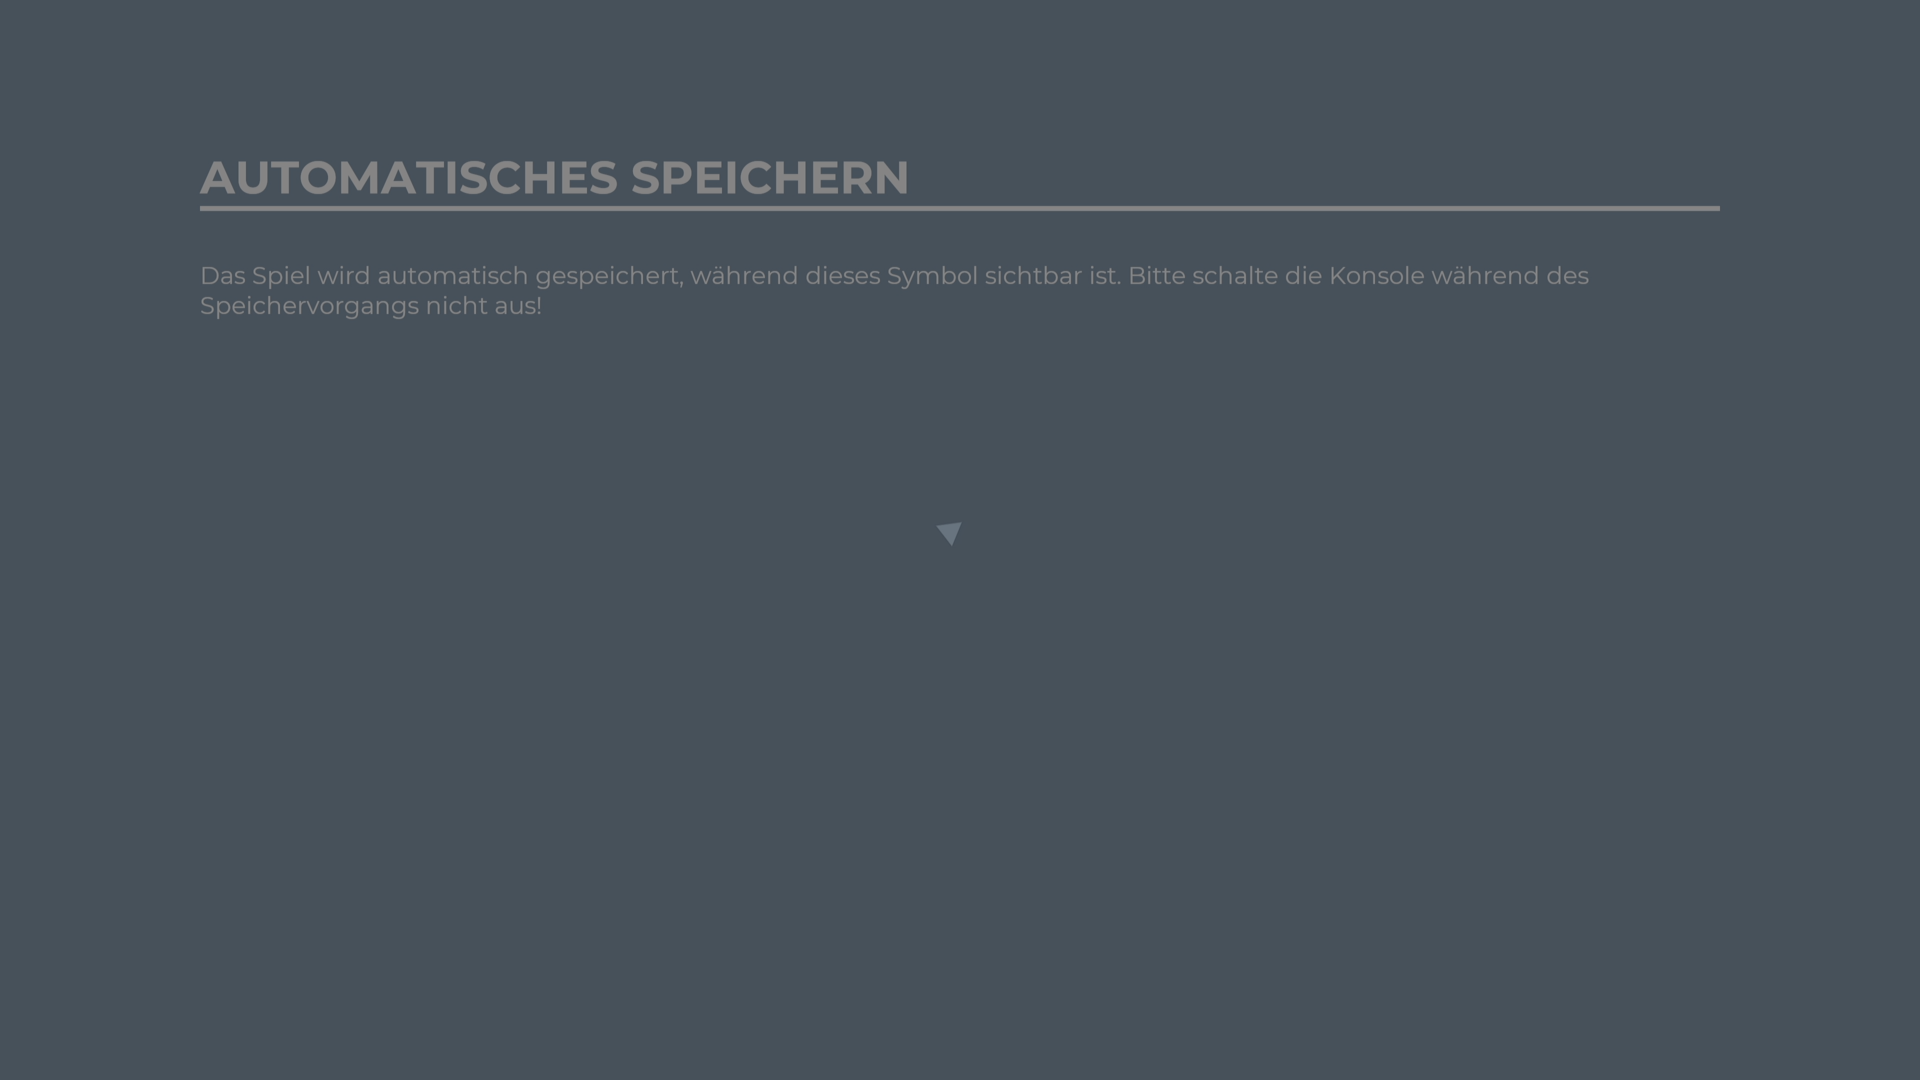 AUTOMATISCHES SPEICHERN
Das Spiel wird automatisch gespeichert, während dieses Symbol sichtbar ist. Bitte schalte die Konsole während des
Speichervorgangs nicht aus!